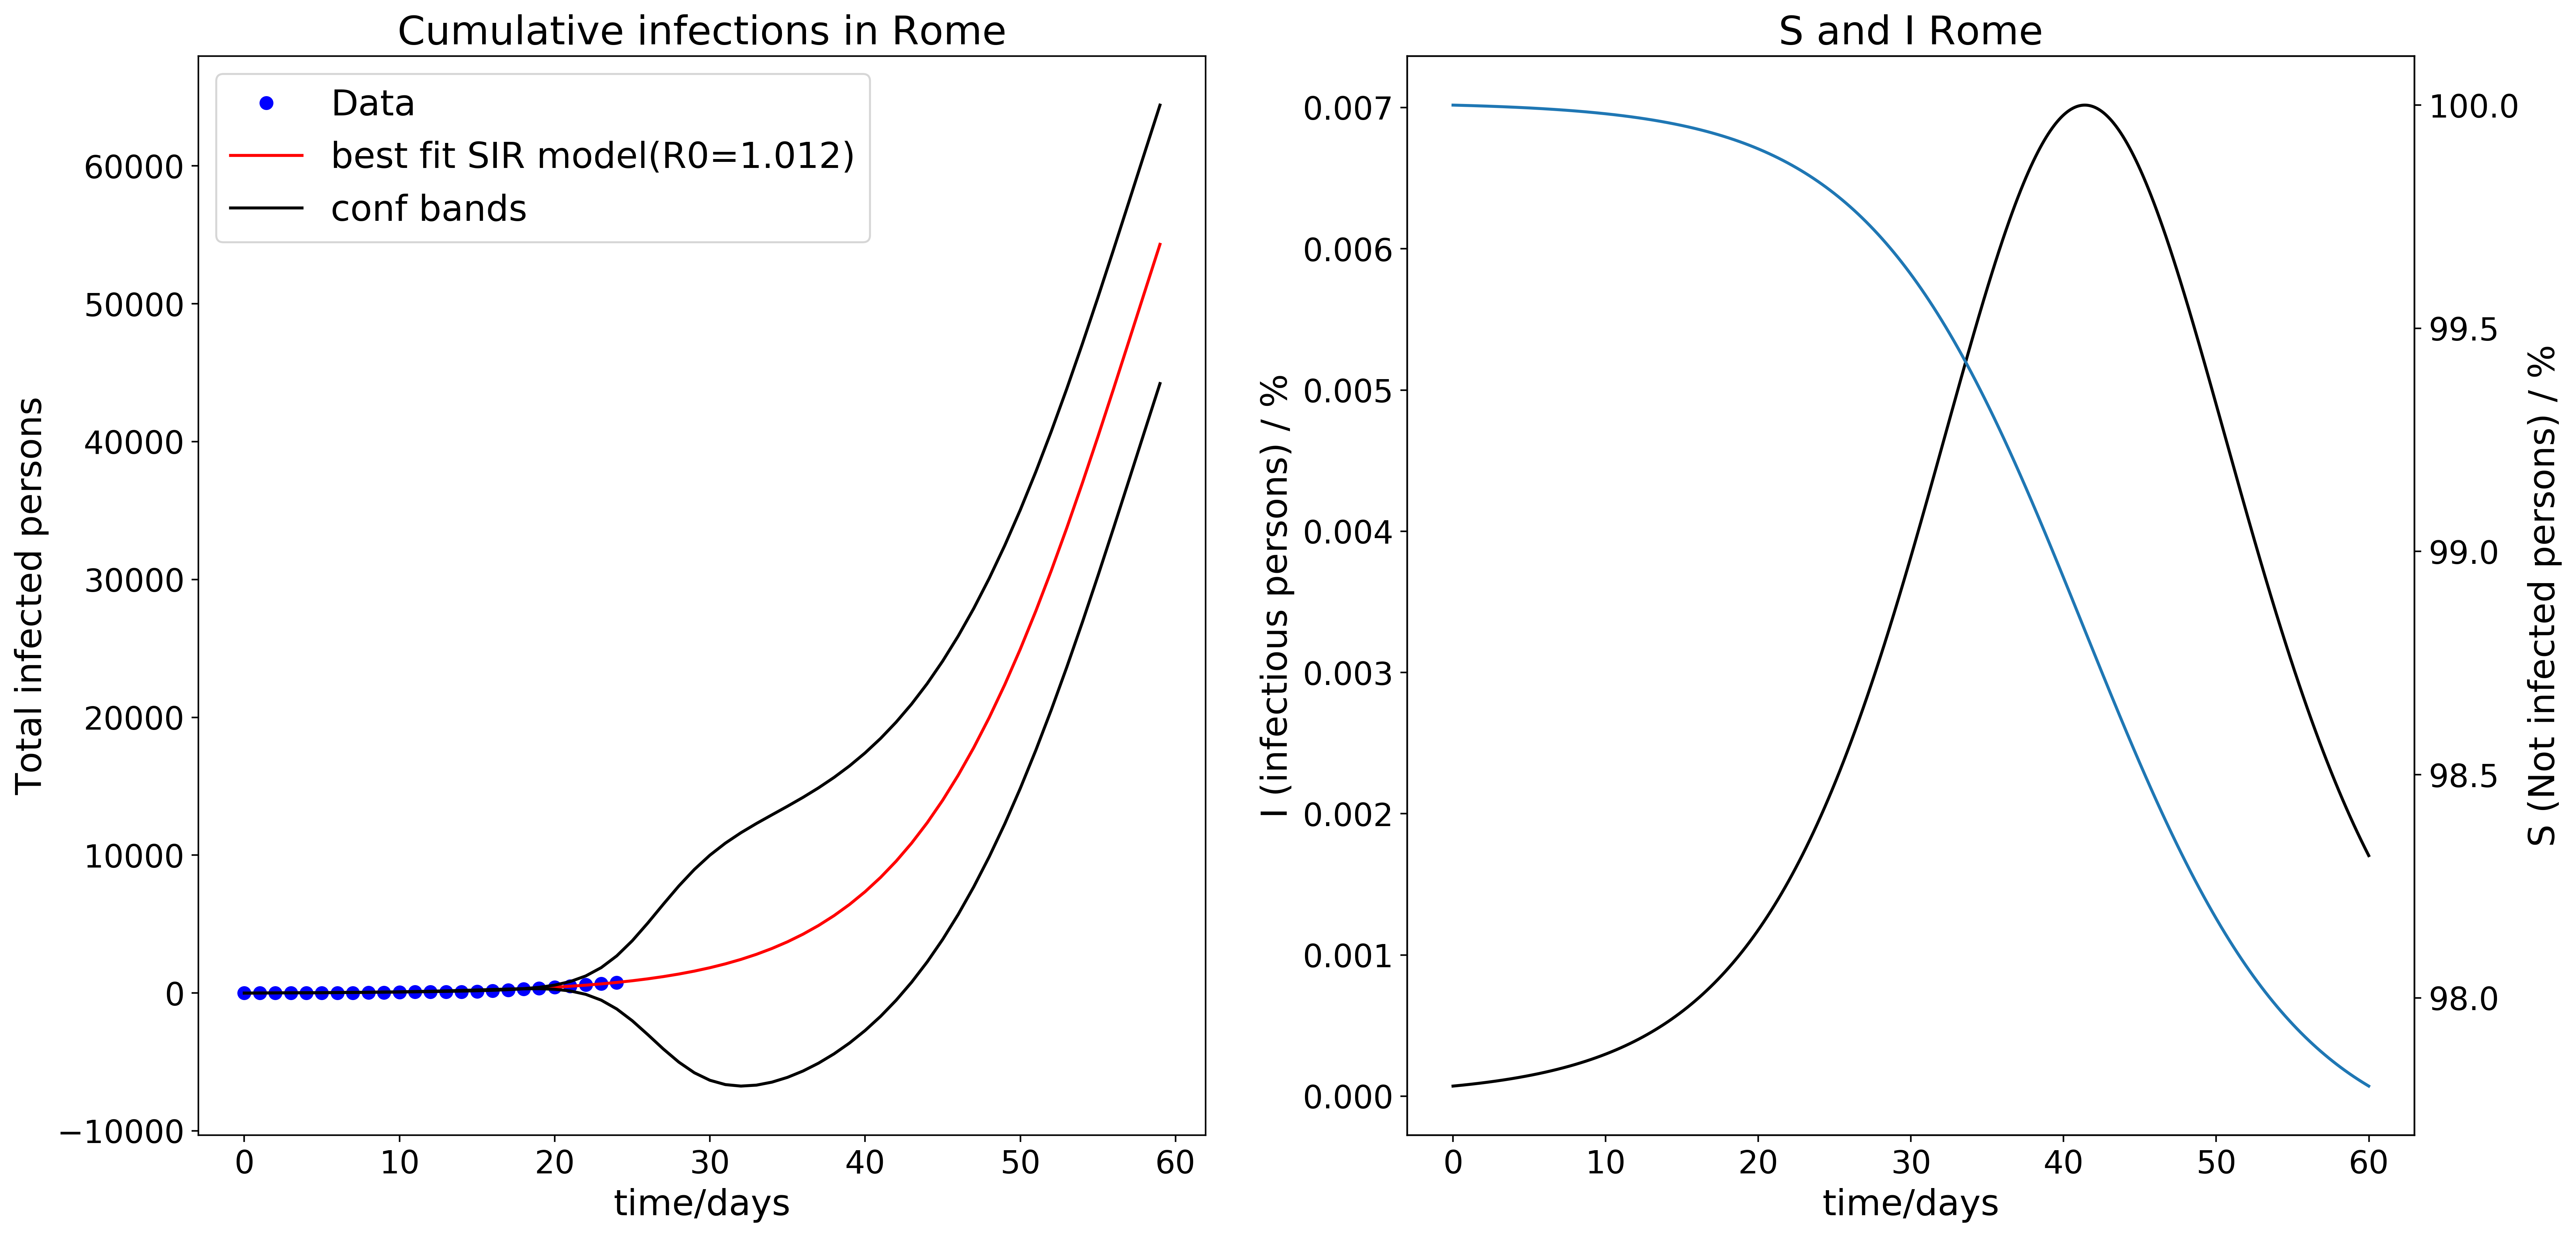 Cumulative infections in Rome
Data
best fit SIR model(R0=1.012)
conf bands
Total infected persons
60000
50000
40000
30000
20000
10000
0
−10000
0 10 20 30 40 50 60
time/days
S and I Rome
I (infectious persons) / %
0.007
0.006
0.005
0.004
0.003
0.002
0.001
0.000
100.0
99.5
99.0
98.5
98.0
S (Not infected persons) / %
0 10 20 30 40 50 60
time/days